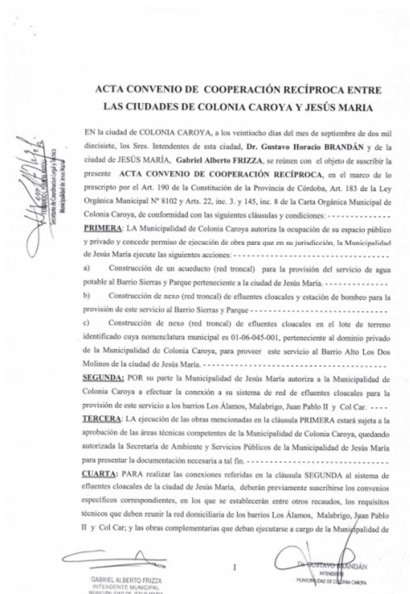 ACTA CONVENIO DE COOPERACIÓN RECÍPROCA ENTRE
LAS CIUDADES DE COLONIA CAROYA Y JESÚS MARIA
EN la ciudad de COLONIA CAROYA, a los veintiocho días del mes de septiembre de dos mil
diecisiete, los Sres. Intendentes de esta ciudad, Dr. Gustavo Horacio BRANDÁN y de
la ciudad de JESÚS MARÍA, Gabriel Alberto FRIZZA, se reúnen con el objeto de suscribir la
presente ACTA CONVENIO DE COOPERACIÓN RECÍPROCA, en el marco de lo
prescripto por el Art. 190 de la Constitución de la Provincia de Córdoba, Art. 183 de la Ley
Orgánica Municipal Nº 8102 y Arts. 22, inc. 3. y 145, inc. 8 de la Carta Orgánica Municipal de
Colonia Caroya, de conformidad con las siguientes cláusulas y condiciones: - - - - - - - - - - - - - - -
PRIMERA: LA Municipalidad de Colonia Caroya autoriza la ocupación de su espacio público
y privado y concede permiso de ejecución de obra para que en su jurisdicción, la Municipalidad
de Jesús María ejecute las siguientes acciones: - - - - - - - - - - - - - - - - - - - - - - - - - - - - - -
a) Construcción de un acueducto (red troncal) para la provisión del servicio de agua
potable al Barrio Sierras y Parque perteneciente a la ciudad de Jesús María. - - - - - - - - - - - - - -
b) Construcción de nexo (red troncal) de efluentes cloacales y estación de bombeo para la
provisión de este servicio al Barrio Sierras y Parque - - - - - - - - - - - - - - - - - - - - - - - - - -
c) Construcción de nexo (red troncal) de efluentes cloacales en el lote de terreno
identificado cuya nomenclatura municipal es 01-06-045-001, perteneciente al dominio privado
de la Municipalidad de Colonia Caroya, para proveer este servicio al Barrio Alto Los Dos
Molinos de la ciudad de Jesús María. - - - - - - - - - - - - - - - - - - - - - - - - - - - - - - - - - -
SEGUNDA: POR su parte la Municipalidad de Jesús María autoriza a la Municipalidad de
Colonia Caroya a efectuar la conexión a su sistema de red de efluentes cloacales para la
provisión de este servicio a los barrios Los Álamos, Malabrigo, Juan Pablo II y Col Car. - - - -
TERCERA: LA ejecución de las obras mencionadas en la cláusula PRIMERA estará sujeta a la
aprobación de las áreas técnicas competentes de la Municipalidad de Colonia Caroya, quedando
autorizada la Secretaría de Ambiente y Servicios Públicos de la Municipalidad de Jesús María
para presentar la documentación necesaria a tal fin. - - - - - - - - - - - - - - - - - - - - - - - - - -
CUARTA: PARA realizar las conexiones referidas en la cláusula SEGUNDA al sistema de
efluentes cloacales de la ciudad de Jesús María, deberán previamente suscribirse los convenios
específicos correspondientes, en los que se establecerán entre otros recaudos, los requisitos
técnicos que deben reunir la red domiciliaria de los barrios Los Álamos, Malabrigo, Juan Pablo
II y Col Car; y las obras complementarias que deban ejecutarse a cargo de la Municipalidad de
GABRIEL ALBERTO FRIZZA
INTENDENTE MUNICIPAL
MUNICIPALIDAD DE JESÚS MARIA
1
Dr. GUSTAVO BRANDÁN
INTENDENTE
MUNICIPALIDAD DE COLONIA CAROYA
Municipalidad de Jesús María